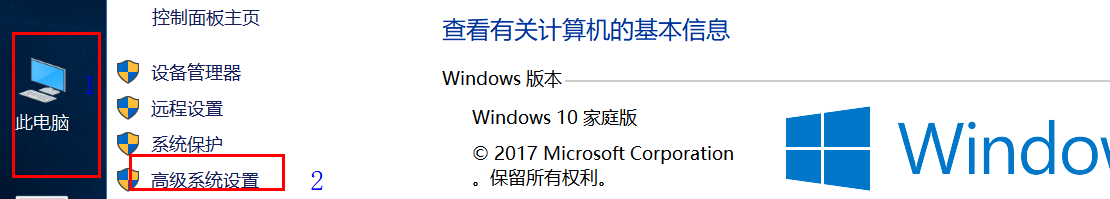 此电脑
1
控制面板主页
设备管理器
远程设置
系统保护
高级系统设置
2
查看有关计算机的基本信息
Windows 版本
Windows 10 家庭版
© 2017 Microsoft Corporation
。保留所有权利。
Windo